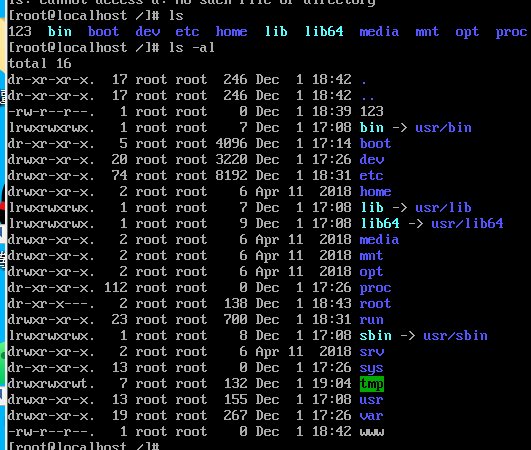 ls: cannot access a: No such file or directory
[root@localhost /]# ls
123 bin boot dev etc home lib lib64 media mnt opt proc
[root@localhost /]# ls -al
total 16
dr-xr-xr-x. 17 root root 246 Dec 1 18:42 .
dr-xr-xr-x. 17 root root 246 Dec 1 18:42 ..
-rw-r--r--. 1 root root 0 Dec 1 18:39 123
lrwxrwxrwx. 1 root root 7 Dec 1 17:08 bin -> usr/bin
dr-xr-xr-x. 5 root root 4096 Dec 1 17:14 boot
drwxr-xr-x. 20 root root 3220 Dec 1 17:26 dev
drwxr-xr-x. 74 root root 8192 Dec 1 18:31 etc
drwxr-xr-x. 2 root root 6 Apr 11 2018 home
lrwxrwxrwx. 1 root root 7 Dec 1 17:08 lib -> usr/lib
lrwxrwxrwx. 1 root root 9 Dec 1 17:08 lib64 -> usr/lib64
drwxr-xr-x. 2 root root 6 Apr 11 2018 media
drwxr-xr-x. 2 root root 6 Apr 11 2018 mnt
drwxr-xr-x. 2 root root 6 Apr 11 2018 opt
dr-xr-xr-x. 112 root root 0 Dec 1 17:26 proc
dr-xr-x---. 2 root root 138 Dec 1 18:43 root
drwxr-xr-x. 23 root root 700 Dec 1 18:31 run
lrwxrwxrwx. 1 root root 8 Dec 1 17:08 sbin -> usr/sbin
drwxr-xr-x. 2 root root 6 Apr 11 2018 srv
dr-xr-xr-x. 13 root root 0 Dec 1 17:26 sys
drwxrwxrwt. 7 root root 132 Dec 1 19:04 tmp
drwxr-xr-x. 13 root root 155 Dec 1 17:08 usr
drwxr-xr-x. 19 root root 267 Dec 1 17:26 var
-rw-r--r--. 1 root root 0 Dec 1 18:42 www
[root@localhost /]#